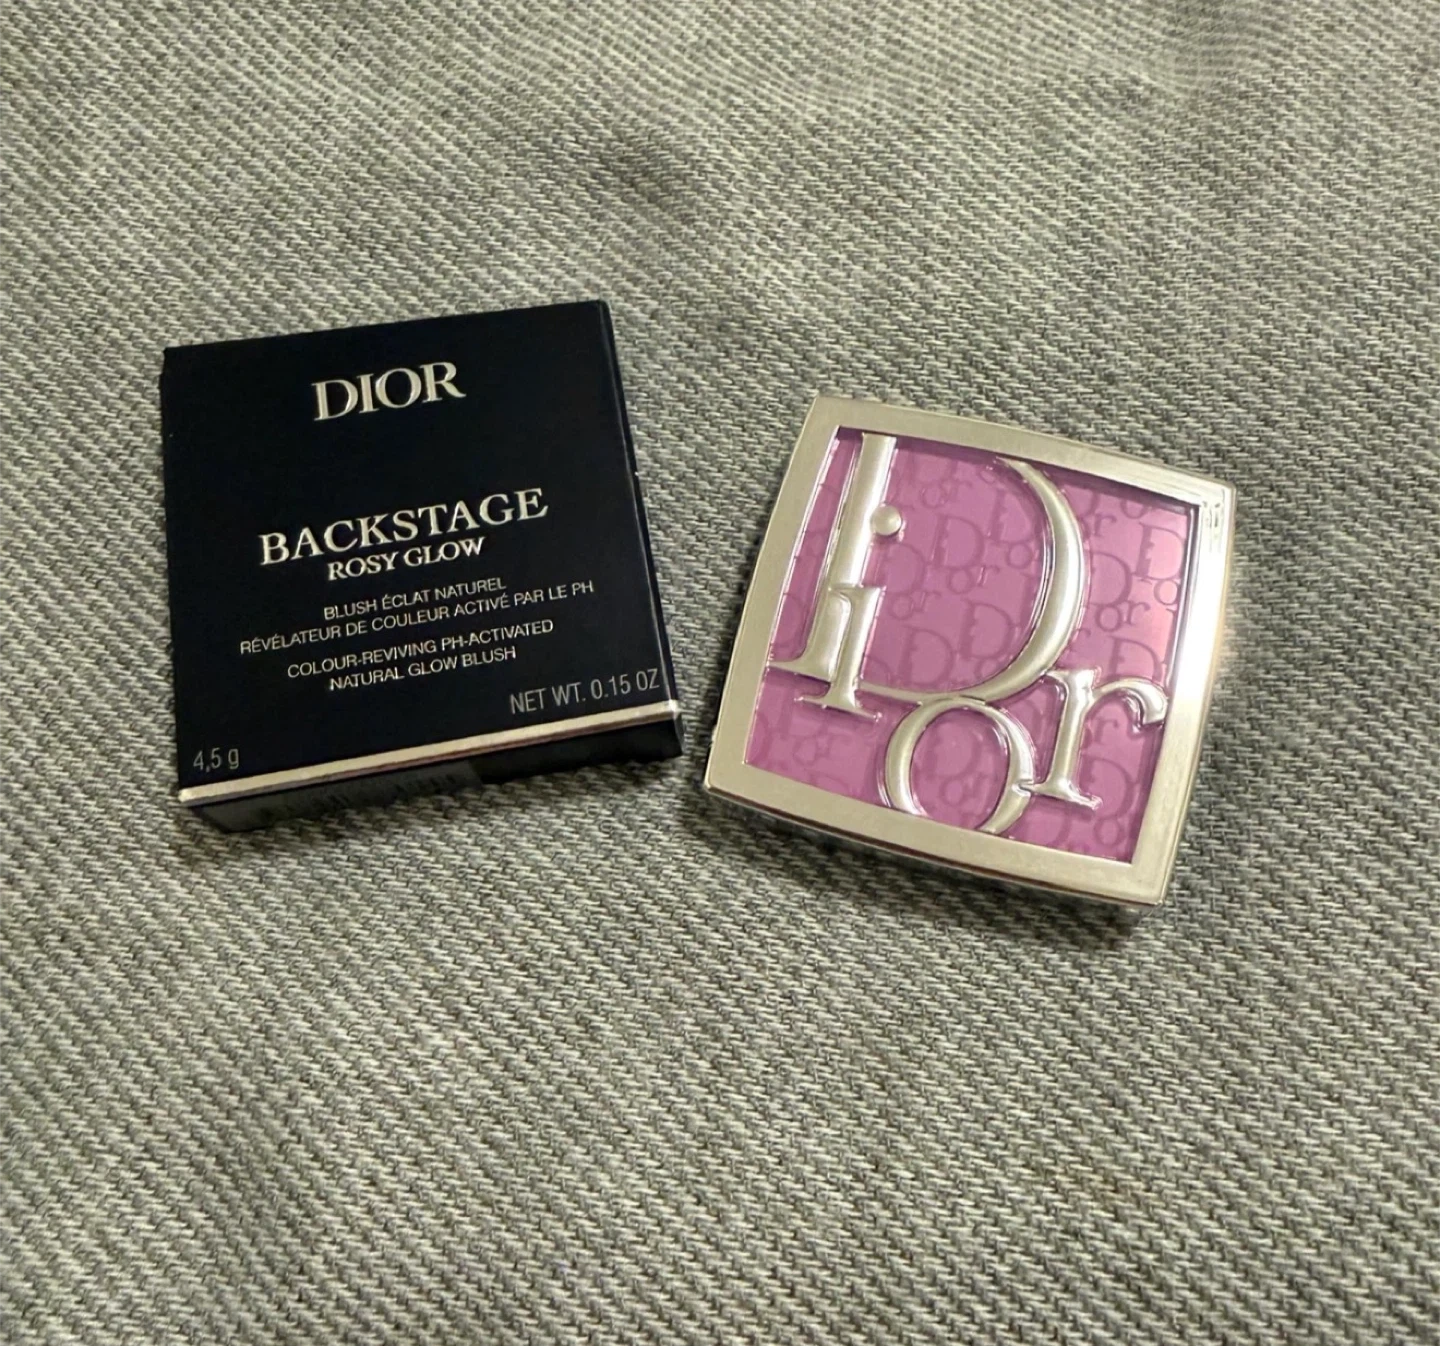 DIOR
BACKSTAGE
ROSY GLOW
BLUSH ÉCLAT NATUREL
RÉVÉLATEUR DE COULEUR ACTIVÉ PAR LE PH
COLOUR-REVIVING PH-ACTIVATED
NATURAL GLOW BLUSH
NET WT. 0.15 OZ
4,5 g
Dior